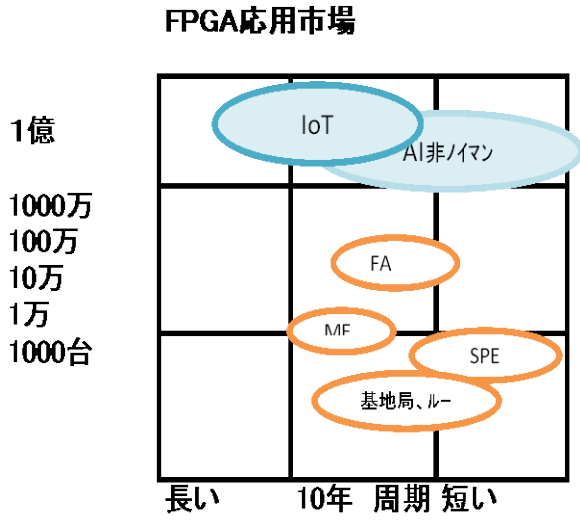 FPGA応用市場
1億
IoT
AI非ノイマン
1000万
100万
10万
FA
1万
ME
1000台
SPE
基地局、ルー
長い 10年 周期 短い